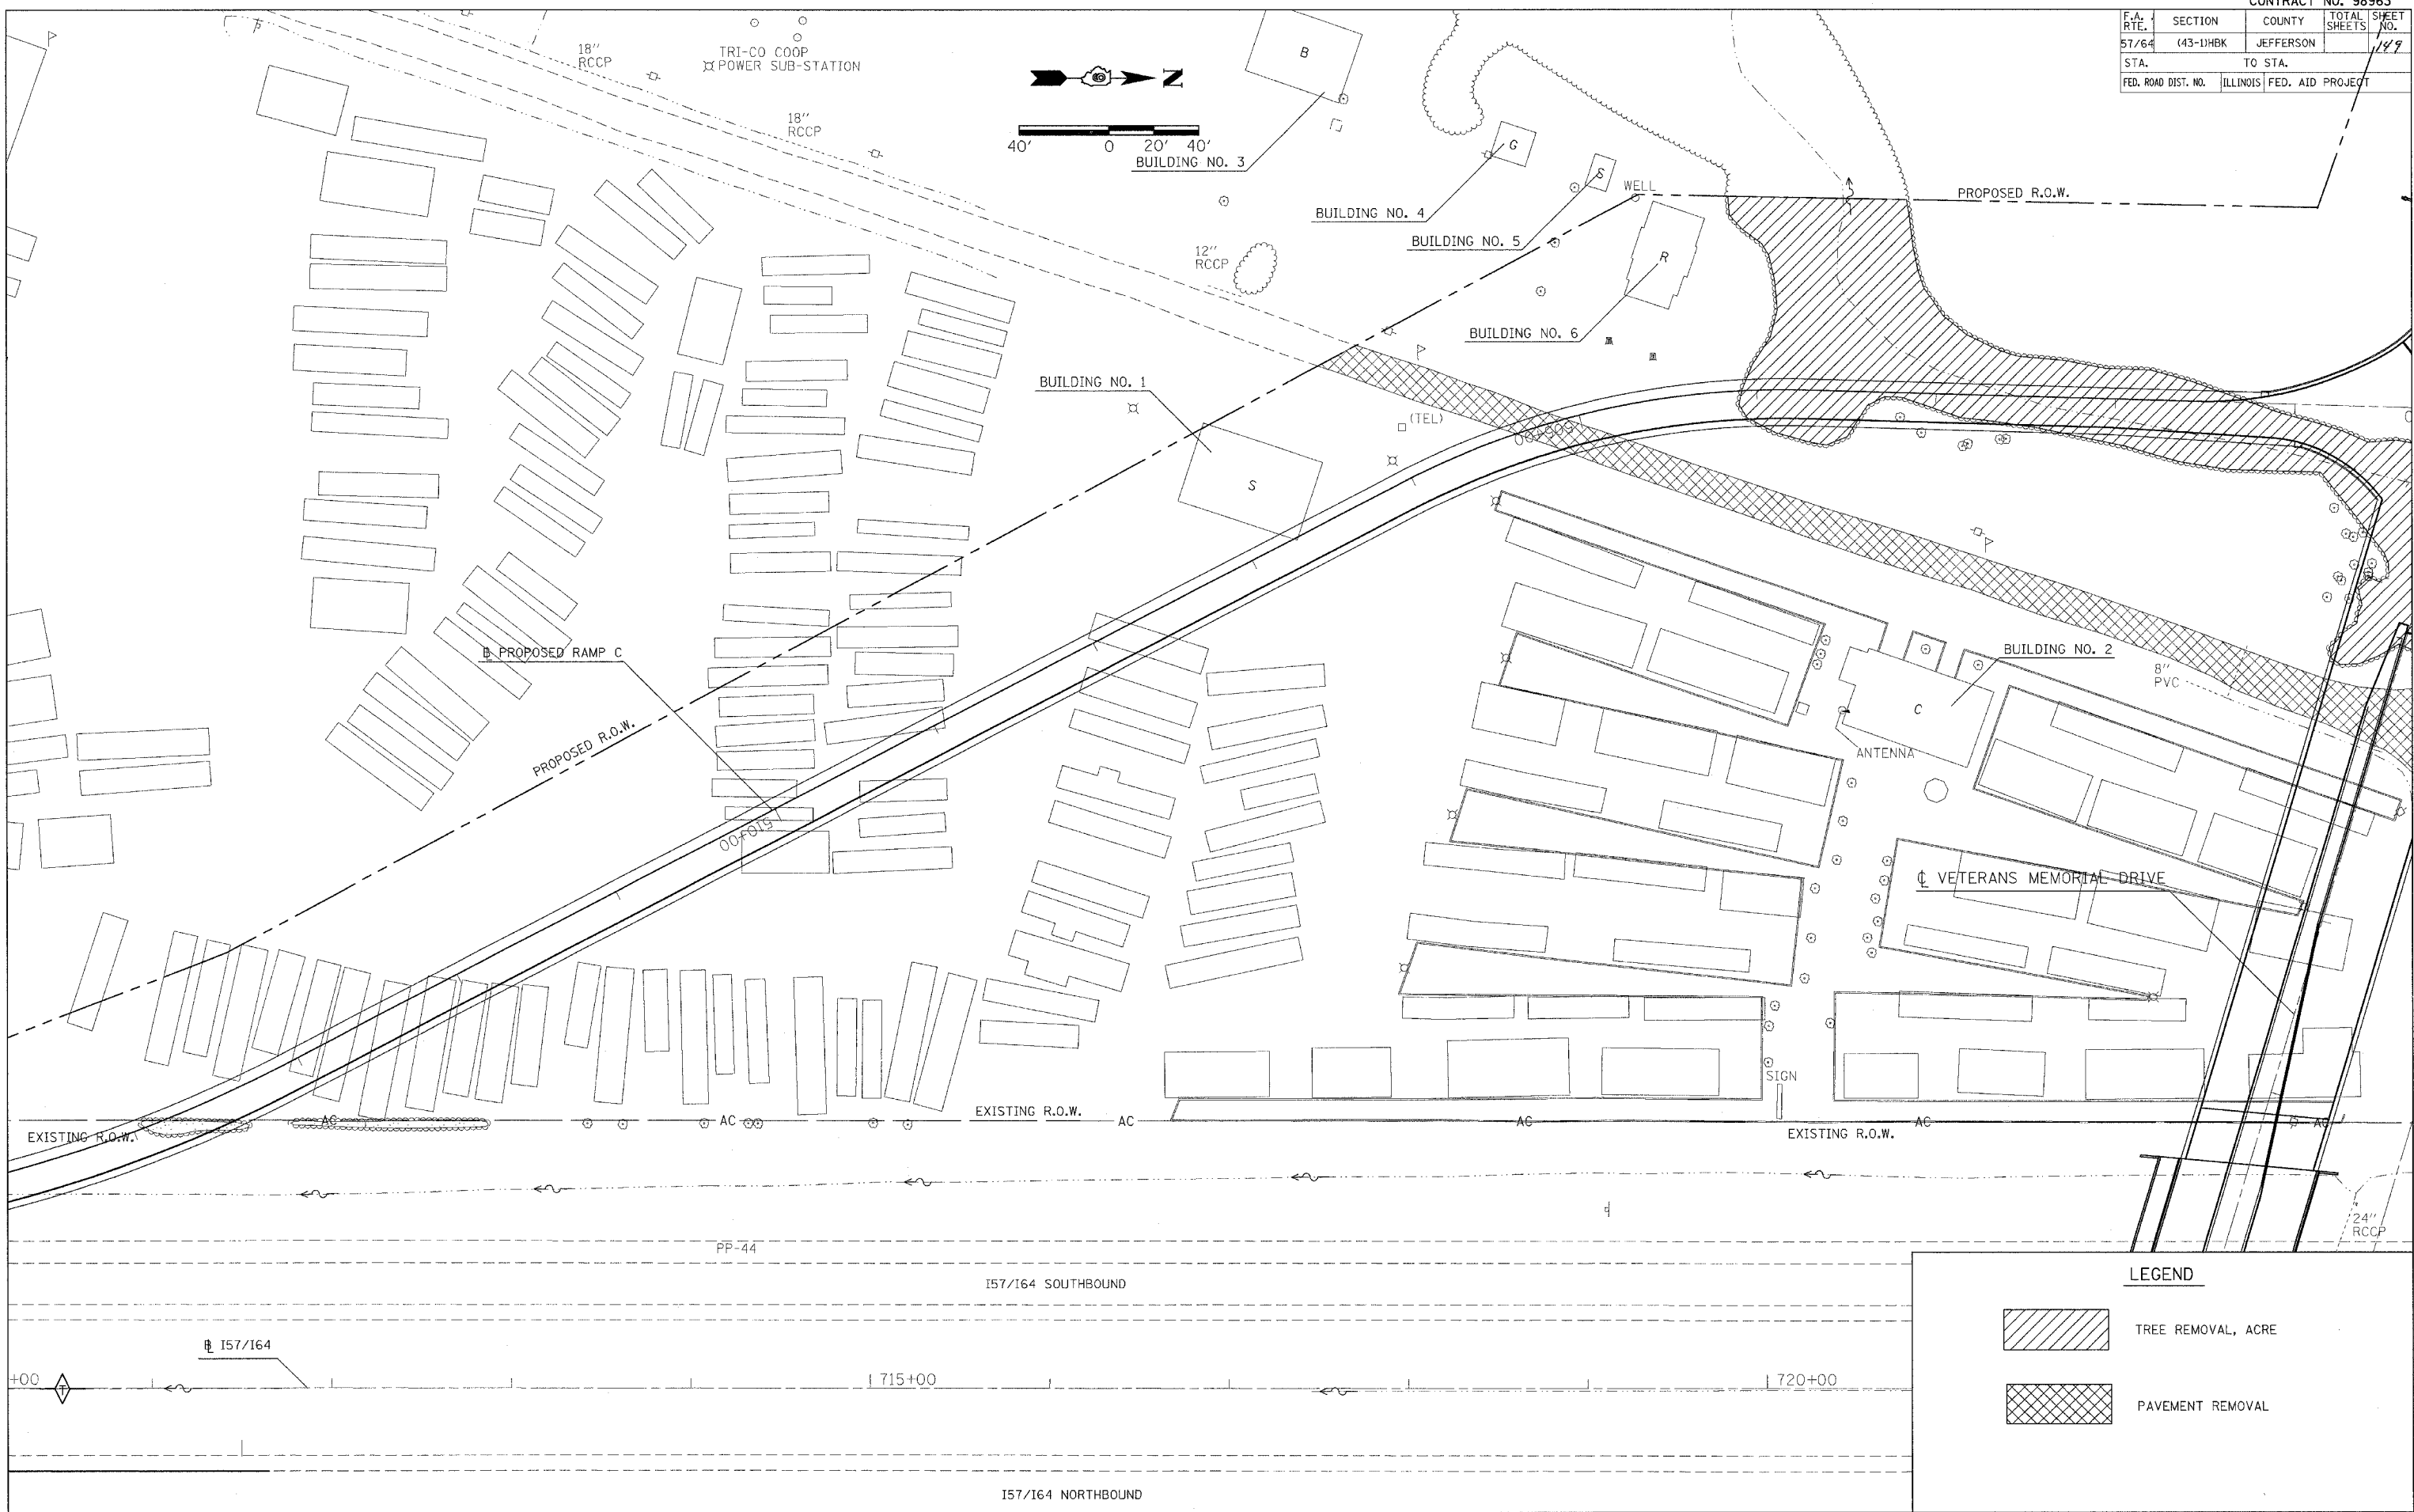 CONTRACT NO. 98963
F.A. RTE. SECTION COUNTY TOTAL SHEETS SHEET NO.
57/64 (43-1)HBK JEFFERSON 149
STA. TO STA.
FED. ROAD DIST. NO. ILLINOIS FED. AID PROJECT
18" RCCP
TRI-CO COOP
POWER SUB-STATION
18" RCCP
N
40' 0 20' 40'
B
BUILDING NO. 3
G
S
BUILDING NO. 4
WELL
PROPOSED R.O.W.
BUILDING NO. 5
12" RCCP
R
BUILDING NO. 6
BUILDING NO. 1
(TEL)
S
605+00
℄ PROPOSED RAMP C
BUILDING NO. 2
8" PVC
C
PROPOSED R.O.W.
ANTENNA
610+00
℄ VETERANS MEMORIAL DRIVE
SIGN
EXISTING R.O.W.
AC
AC
EXISTING R.O.W.
AC
AC
EXISTING R.O.W.
AC
AC
24" RCCP
PP-44
I57/I64 SOUTHBOUND
℄ I57/I64
+00
T
715+00
720+00
I57/I64 NORTHBOUND
LEGEND
TREE REMOVAL, ACRE
PAVEMENT REMOVAL